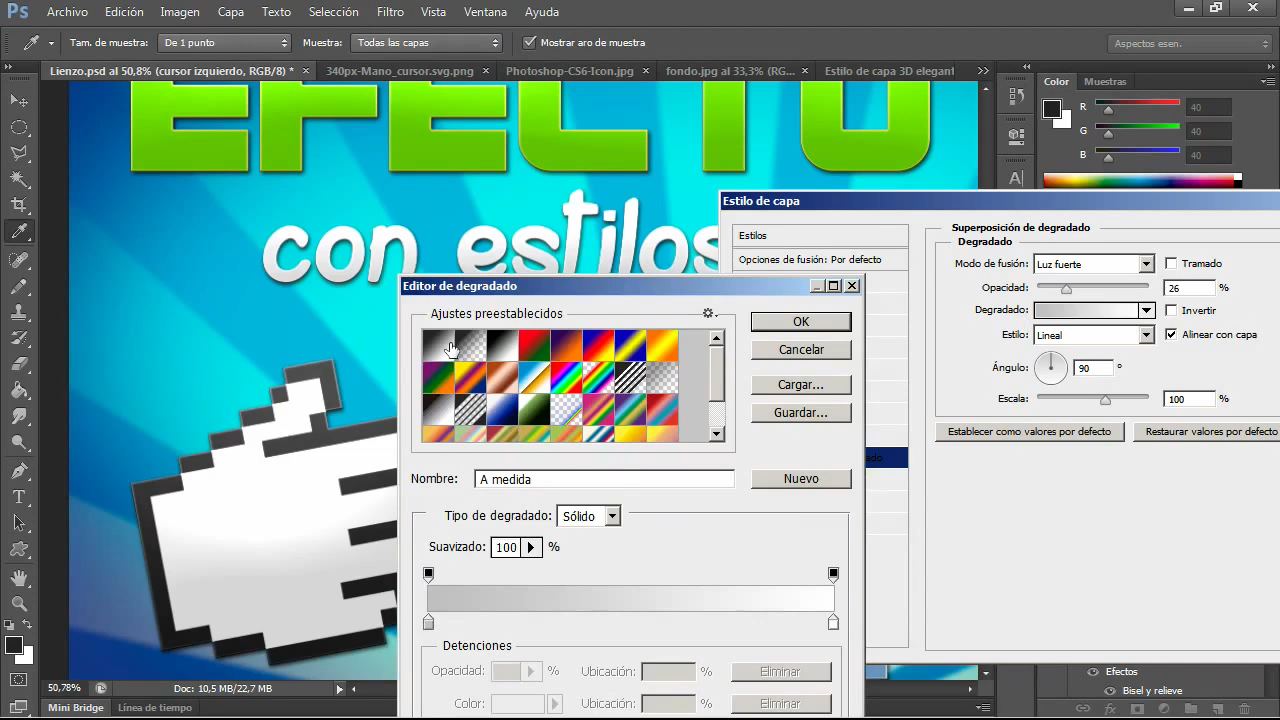 Ps Archivo Edición Imagen Capa Texto Selección Filtro Vista Ventana Ayuda
Tam. de muestra: De 1 punto Muestra: Todas las capas Mostrar aro de muestra Aspectos esen.
Lienzo.psd al 50,8% (cursor izquierdo, RGB/8) * 340px-Mano_cursor.svg.png Photoshop-CS6-Icon.jpg fondo.jpg al 33,3% (RG... Estilo de capa 3D elegant
Color Muestras
R 40
G 40
B 40
EFECTO
con estilos
Estilo de capa
Estilos
Opciones de fusión: Por defecto
Superposición de degradado
Degradado
Modo de fusión: Luz fuerte Tramado
Opacidad: 26 %
Degradado: Invertir
Estilo: Lineal Alinear con capa
Ángulo: 90 °
Escala: 100 %
Establecer como valores por defecto Restaurar valores por defecto
Editor de degradado
Ajustes preestablecidos
OK
Cancelar
Cargar...
Guardar...
Nombre: A medida Nuevo
Tipo de degradado: Sólido
Suavizado: 100 %
Detenciones
Opacidad: % Ubicación: % Eliminar
Color: Ubicación: % Eliminar
50,78% Doc: 10,5 MB/22,7 MB
Mini Bridge Línea de tiempo
Efectos
Bisel y relieve
fx